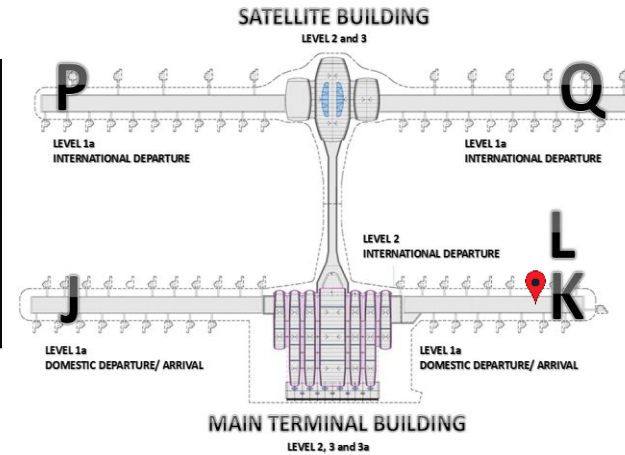 SATELLITE BUILDING
LEVEL 2 and 3
P
Q
LEVEL 1a
INTERNATIONAL DEPARTURE
LEVEL 1a
INTERNATIONAL DEPARTURE
L
LEVEL 2
INTERNATIONAL DEPARTURE
J
K
LEVEL 1a
DOMESTIC DEPARTURE/ ARRIVAL
LEVEL 1a
DOMESTIC DEPARTURE/ ARRIVAL
MAIN TERMINAL BUILDING
LEVEL 2, 3 and 3a